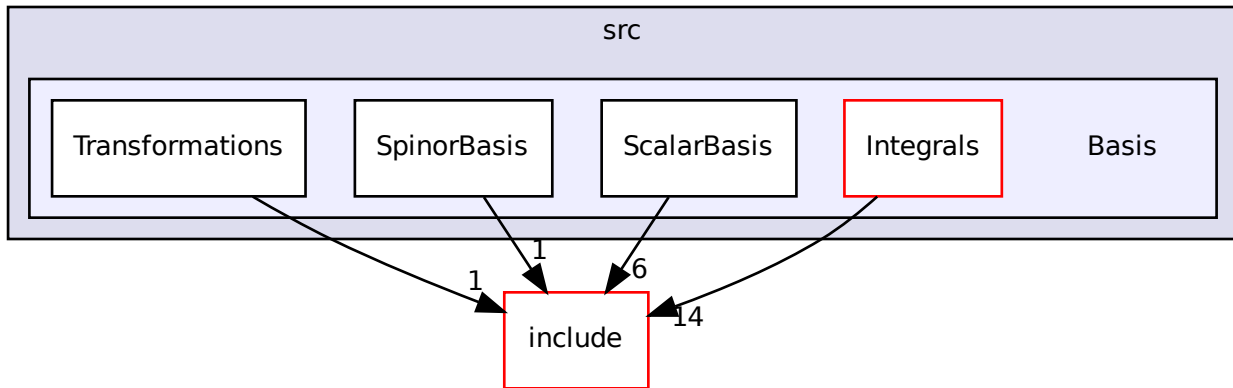 src
Transformations
SpinorBasis
ScalarBasis
Integrals
Basis
1
1
6
14
include